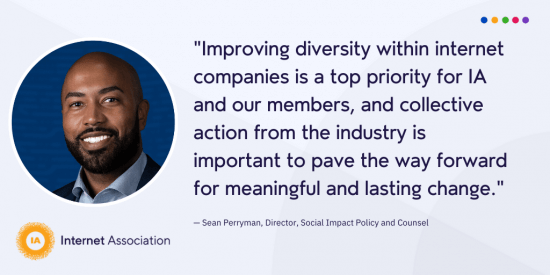 "Improving diversity within internet
companies is a top priority for IA
and our members, and collective
action from the industry is
important to pave the way forward
for meaningful and lasting change."
— Sean Perryman, Director, Social Impact Policy and Counsel
IA
Internet Association